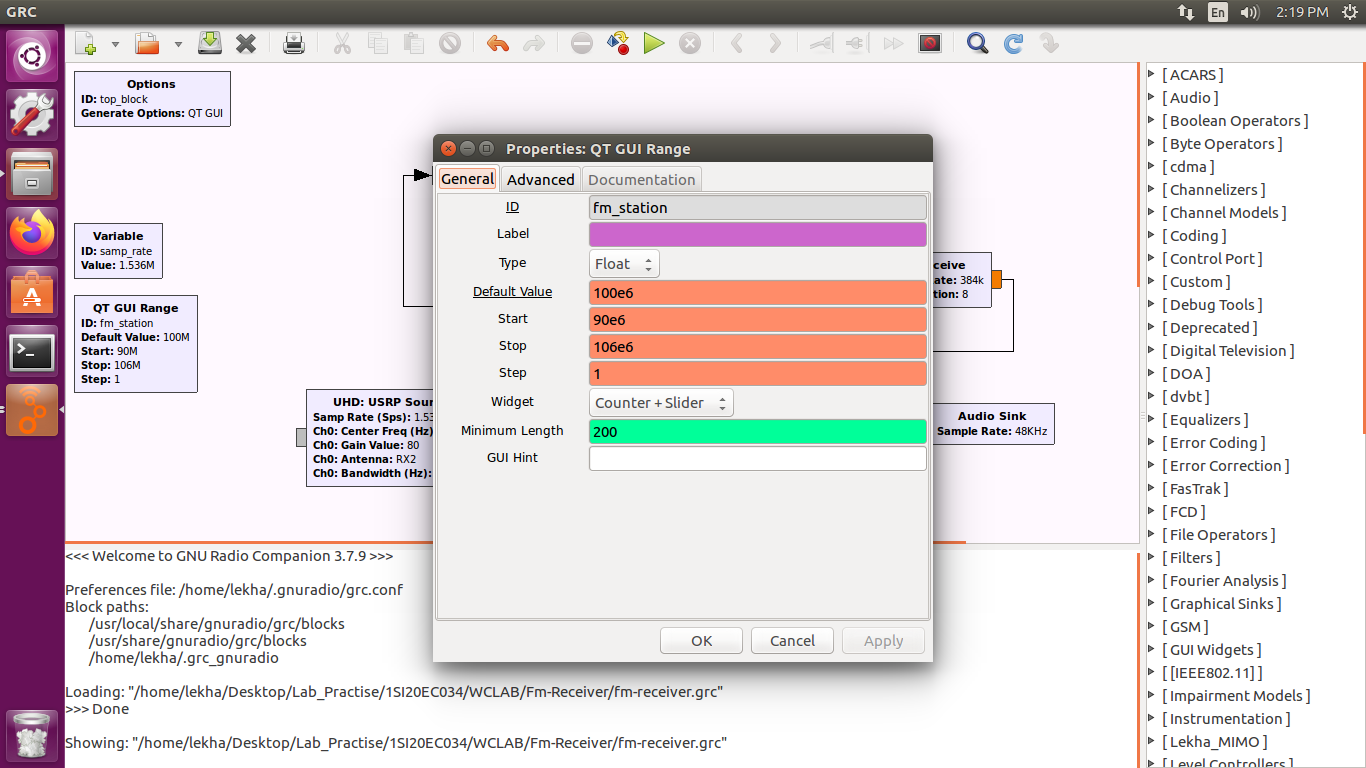 GRC
En
2:19 PM
Options
ID: top_block
Generate Options: QT GUI
Variable
ID: samp_rate
Value: 1.536M
QT GUI Range
ID: fm_station
Default Value: 100M
Start: 90M
Stop: 106M
Step: 1
UHD: USRP Sour
Samp Rate (Sps): 1.53
Ch0: Center Freq (Hz)
Ch0: Gain Value: 80
Ch0: Antenna: RX2
Ch0: Bandwidth (Hz):
Properties: QT GUI Range
General
Advanced
Documentation
ID
fm_station
Label
Type
Float
Default Value
100e6
Start
90e6
Stop
106e6
Step
1
Widget
Counter + Slider
Minimum Length
200
GUI Hint
OK
Cancel
Apply
ceive
ate: 384k
tion: 8
Audio Sink
Sample Rate: 48KHz
<<< Welcome to GNU Radio Companion 3.7.9 >>>
Preferences file: /home/lekha/.gnuradio/grc.conf
Block paths:
/usr/local/share/gnuradio/grc/blocks
/usr/share/gnuradio/grc/blocks
/home/lekha/.grc_gnuradio
Loading: "/home/lekha/Desktop/Lab_Practise/1SI20EC034/WCLAB/Fm-Receiver/fm-receiver.grc"
>>> Done
Showing: "/home/lekha/Desktop/Lab_Practise/1SI20EC034/WCLAB/Fm-Receiver/fm-receiver.grc"
[ ACARS ]
[ Audio ]
[ Boolean Operators ]
[ Byte Operators ]
[ cdma ]
[ Channelizers ]
[ Channel Models ]
[ Coding ]
[ Control Port ]
[ Custom ]
[ Debug Tools ]
[ Deprecated ]
[ Digital Television ]
[ DOA ]
[ dvbt ]
[ Equalizers ]
[ Error Coding ]
[ Error Correction ]
[ FasTrak ]
[ FCD ]
[ File Operators ]
[ Filters ]
[ Fourier Analysis ]
[ Graphical Sinks ]
[ GSM ]
[ GUI Widgets ]
[ [IEEE802.11] ]
[ Impairment Models ]
[ Instrumentation ]
[ Lekha_MIMO ]
[ Level Controllers ]